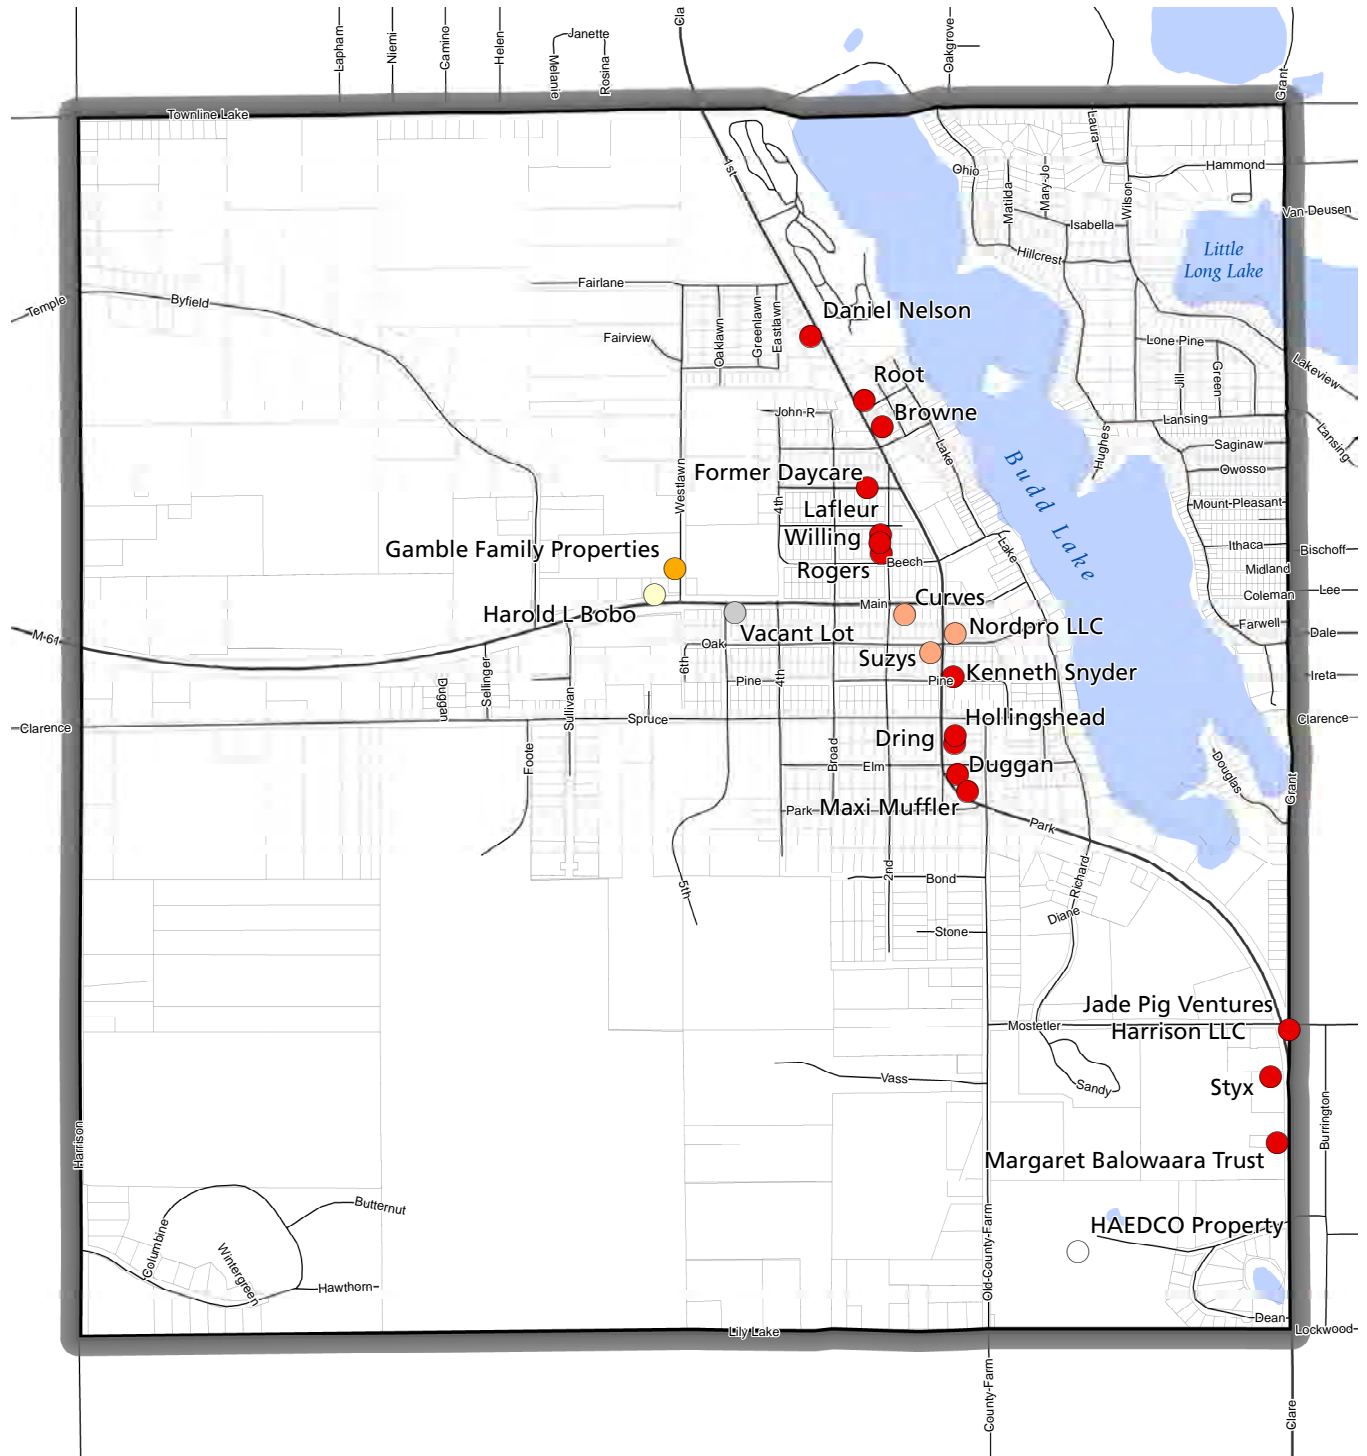 Lapham
Niemi
Camino
Helen
Janette
Melanie
Rosina
Cla
Oakgrove
Grant
Townline Lake
1st
Laura
Ohio
Matilda
Mary-Jo
Wilson
Hammond
Van-Deusen
Isabella
Hillcrest
Little
Long Lake
Temple
Byfield
Fairlane
Fairview
Oaklawn
Greenlawn
Eastlawn
Daniel Nelson
Lone Pine
Jill
Green
Lakeview
Root
John-R
Browne
Lake
Lansing
Lansing
Hughes
Saginaw
Owosso
Budd Lake
Former Daycare
Westlawn
4th
Lafleur
Mount-Pleasant
Willing
Gamble Family Properties
Rogers
Beech
Lake
Ithaca
Bischoff
Midland
Lee
Coleman
Harold L Bobo
Main
Curves
Vacant Lot
Nordpro LLC
Farwell
Dale
M-61
Oak
6th
Suzys
Pine
4th
Pine
Kenneth Snyder
Ireta
Duggan
Sellinger
Sullivan
Clarence
Spruce
Hollingshead
Clarence
Dring
Foote
Broad
Elm
Duggan
Douglas
Grant
Park
Maxi Muffler
Park
5th
2nd
Bond
Richard
Diane
Stone
Jade Pig Ventures
Harrison LLC
Mostetler
Vass
Sandy
Styx
Burrington
Harrison
Margaret Balowaara Trust
Butternut
Columbine
Wintergreen
Hawthorn
Old-County-Farm
HAEDCO Property
Dean
Lily Lake
Lockwood
County-Farm
Clare